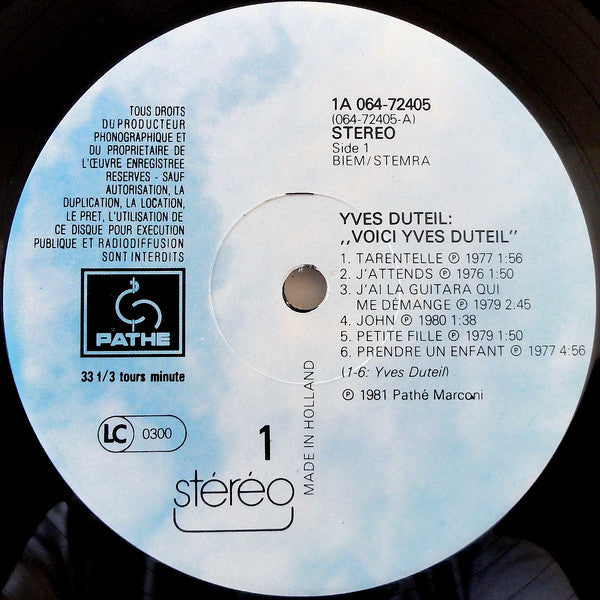 TOUS DROITS
DU PRODUCTEUR
PHONOGRAPHIQUE ET
DU PROPRIETAIRE DE
L'ŒUVRE ENREGISTREE
RESERVES - SAUF
AUTORISATION, LA
DUPLICATION, LA LOCATION,
LE PRET, L'UTILISATION DE
CE DISQUE POUR EXECUTION
PUBLIQUE ET RADIODIFFUSION
SONT INTERDITS
PATHE
33 1/3 tours minute
LC 0300
1
stéréo
MADE IN HOLLAND
1A 064-72405
(064-72405-A)
STEREO
Side 1
BIEM/STEMRA
YVES DUTEIL:
,,VOICI YVES DUTEIL"
1. TARENTELLE ℗ 1977 1:56
2. J'ATTENDS ℗ 1976 1:50
3. J'AI LA GUITARA QUI
ME DÉMANGE ℗ 1979 2.45
4. JOHN ℗ 1980 1:38
5. PETITE FILLE ℗ 1979 1:50
6. PRENDRE UN ENFANT ℗ 1977 4:56
(1-6: Yves Duteil)
℗ 1981 Pathé Marconi